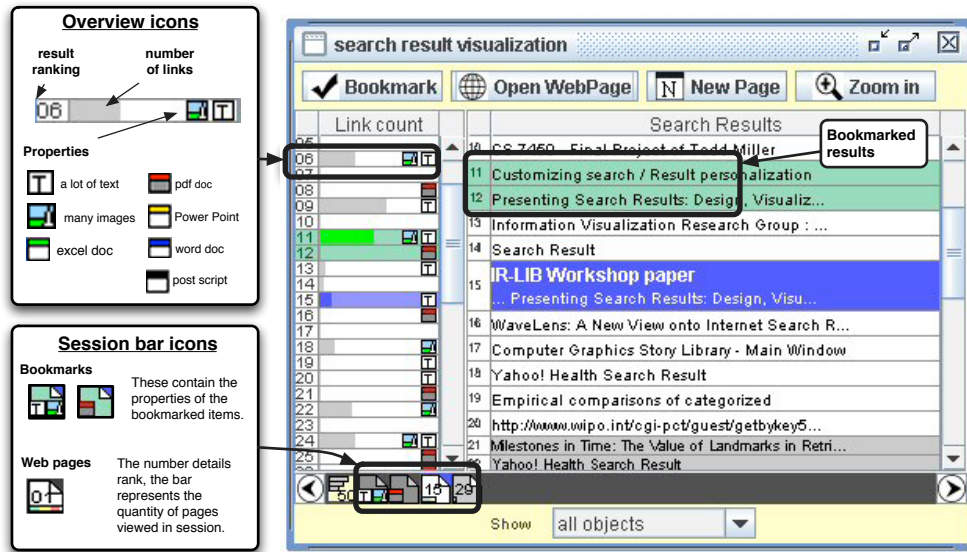 Overview icons
result
ranking
number
of links
06
T
Properties
T
a lot of text
pdf doc
many images
Power Point
excel doc
word doc
post script
Session bar icons
Bookmarks
T
These contain the
properties of the
bookmarked items.
Web pages
01
The number details
rank, the bar
represents the
quantity of pages
viewed in session.
search result visualization
Bookmark
Open WebPage
N New Page
Zoom in
Link count
Search Results
Bookmarked
results
05
06 T
07
08
09 T
10
11 T
12
13 T
14
15 T
16
17
18
19 T
20 T
21
22
23
24 T
25
10 CS 7450 - Final Project of Todd Miller
11 Customizing search / Result personalization
12 Presenting Search Results: Design, Visualiz...
13 Information Visualization Research Group : ...
14 Search Result
15 IR-LIB Workshop paper
... Presenting Search Results: Design, Visu...
16 WaveLens: A New View onto Internet Search R...
17 Computer Graphics Story Library - Main Window
18 Yahoo! Health Search Result
19 Empirical comparisons of categorized
20 http://www.wipo.int/cgi-pct/guest/getbykey5...
21 Milestones in Time: The Value of Landmarks in Retri...
Yahoo! Health Search Result
50 T 15 29
Show all objects